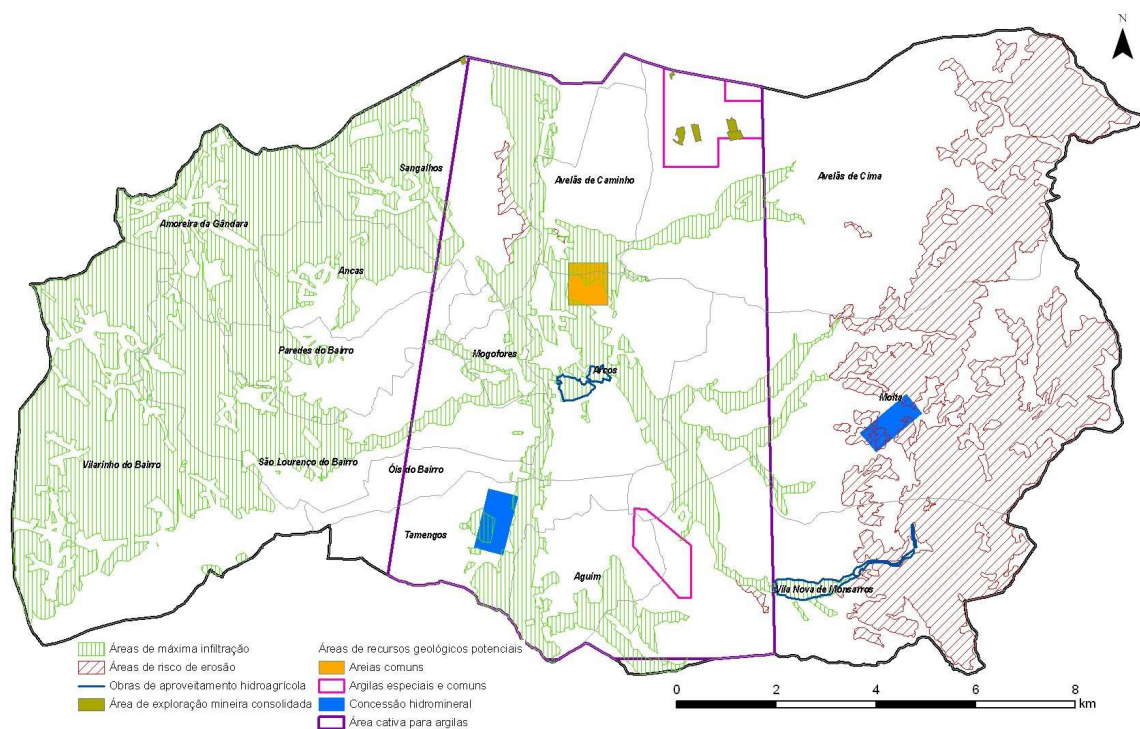 N
Sangalhos
Avelãs de Caminho
Avelãs de Cima
Amoreira da Gândara
Ancas
Paredes do Bairro
Mogofores
Arcos
Moita
Vilarinho do Bairro
São Lourenço do Bairro
Óis do Bairro
Tamengos
Aguim
Vila Nova de Monsarros
Áreas de máxima infiltração
Áreas de risco de erosão
Obras de aproveitamento hidroagrícola
Área de exploração mineira consolidada
Áreas de recursos geológicos potenciais
Areias comuns
Argilas especiais e comuns
Concessão hidromineral
Área cativa para argilas
0 2 4 6 8
km